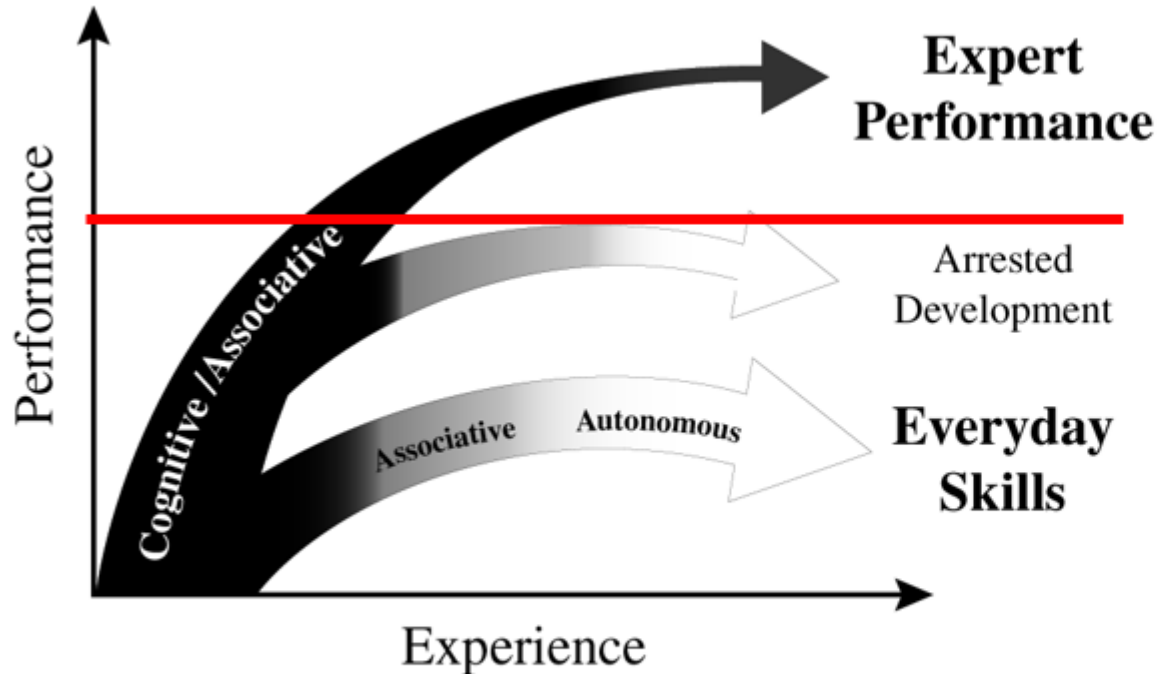 Expert
Performance
Performance
Cognitive /Associative
Arrested
Development
Associative
Autonomous
Everyday
Skills
Experience